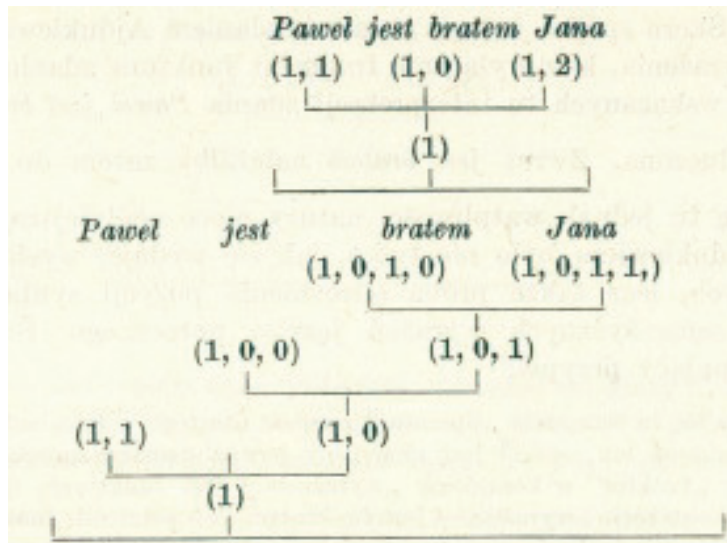 Paweł jest bratem Jana
(1, 1) (1, 0) (1, 2)
(1)
Paweł jest bratem Jana
(1, 0, 1, 0) (1, 0, 1, 1,)
(1, 0, 0) (1, 0, 1)
(1, 1) (1, 0)
(1)